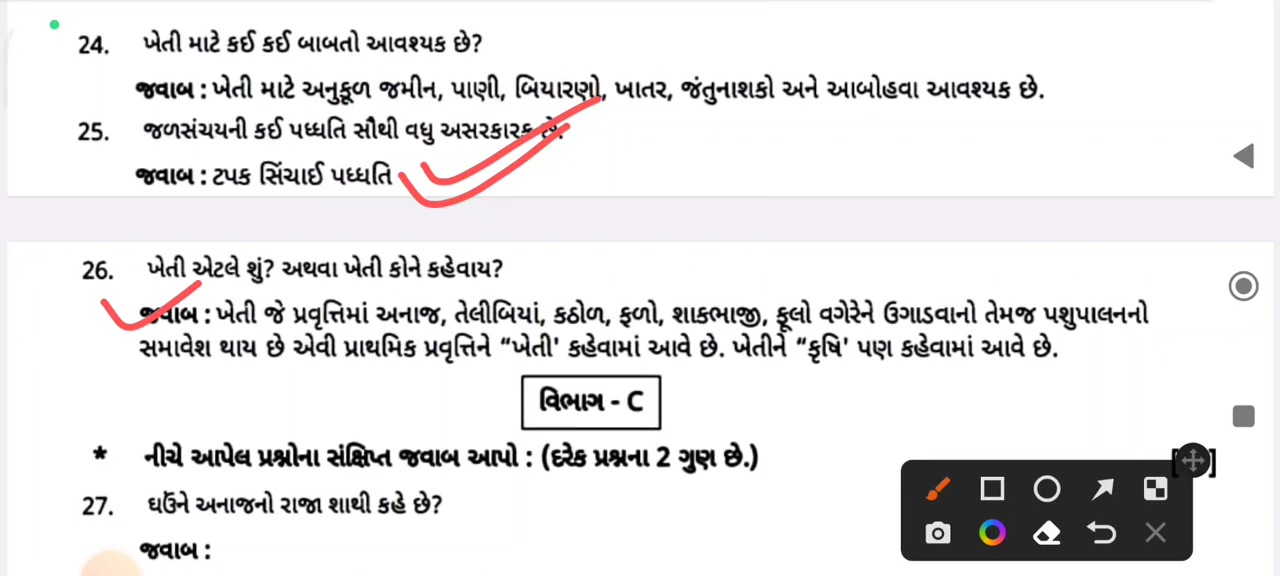 24. ખેતી માટે કઈ કઈ બાબતો આવશ્યક છે?
જવાબ : ખેતી માટે અનુકૂળ જમીન, પાણી, બિયારણો, ખાતર, જંતુનાશકો અને આબોહવા આવશ્યક છે.
25. જળસંચયની કઈ પધ્ધતિ સૌથી વધુ અસરકારક છે?
જવાબ : ટપક સિંચાઈ પધ્ધતિ
26. ખેતી એટલે શું? અથવા ખેતી કોને કહેવાય?
જવાબ : ખેતી જે પ્રવૃત્તિમાં અનાજ, તેલીબિયાં, કઠોળ, ફળો, શાકભાજી, ફૂલો વગેરેને ઉગાડવાનો તેમજ પશુપાલનનો
સમાવેશ થાય છે એવી પ્રાથમિક પ્રવૃત્તિને “ખેતી' કહેવામાં આવે છે. ખેતીને “કૃષિ' પણ કહેવામાં આવે છે.
વિભાગ - C
* નીચે આપેલ પ્રશ્નોના સંક્ષિપ્ત જવાબ આપો : (દરેક પ્રશ્નના 2 ગુણ છે.)
27. ઘઉંને અનાજનો રાજા શાથી કહે છે?
જવાબ :